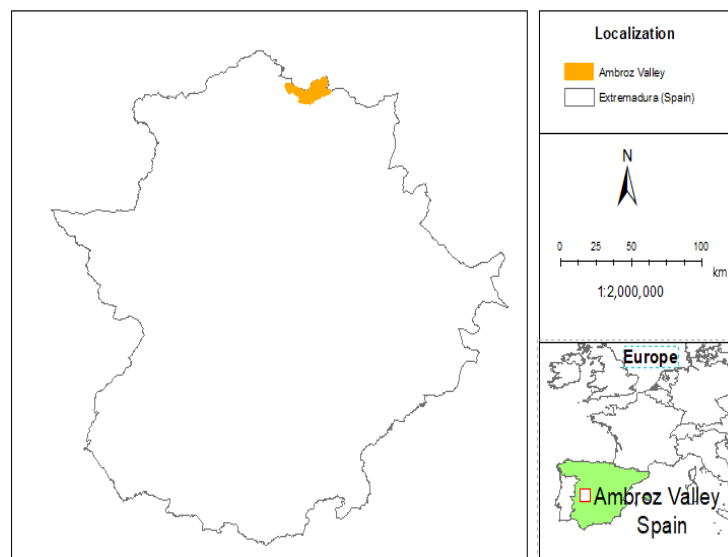 Localization
Ambroz Valley
Extremadura (Spain)
N
0 25 50 100
km
1:2,000,000
Europe
Ambroz Valley
Spain